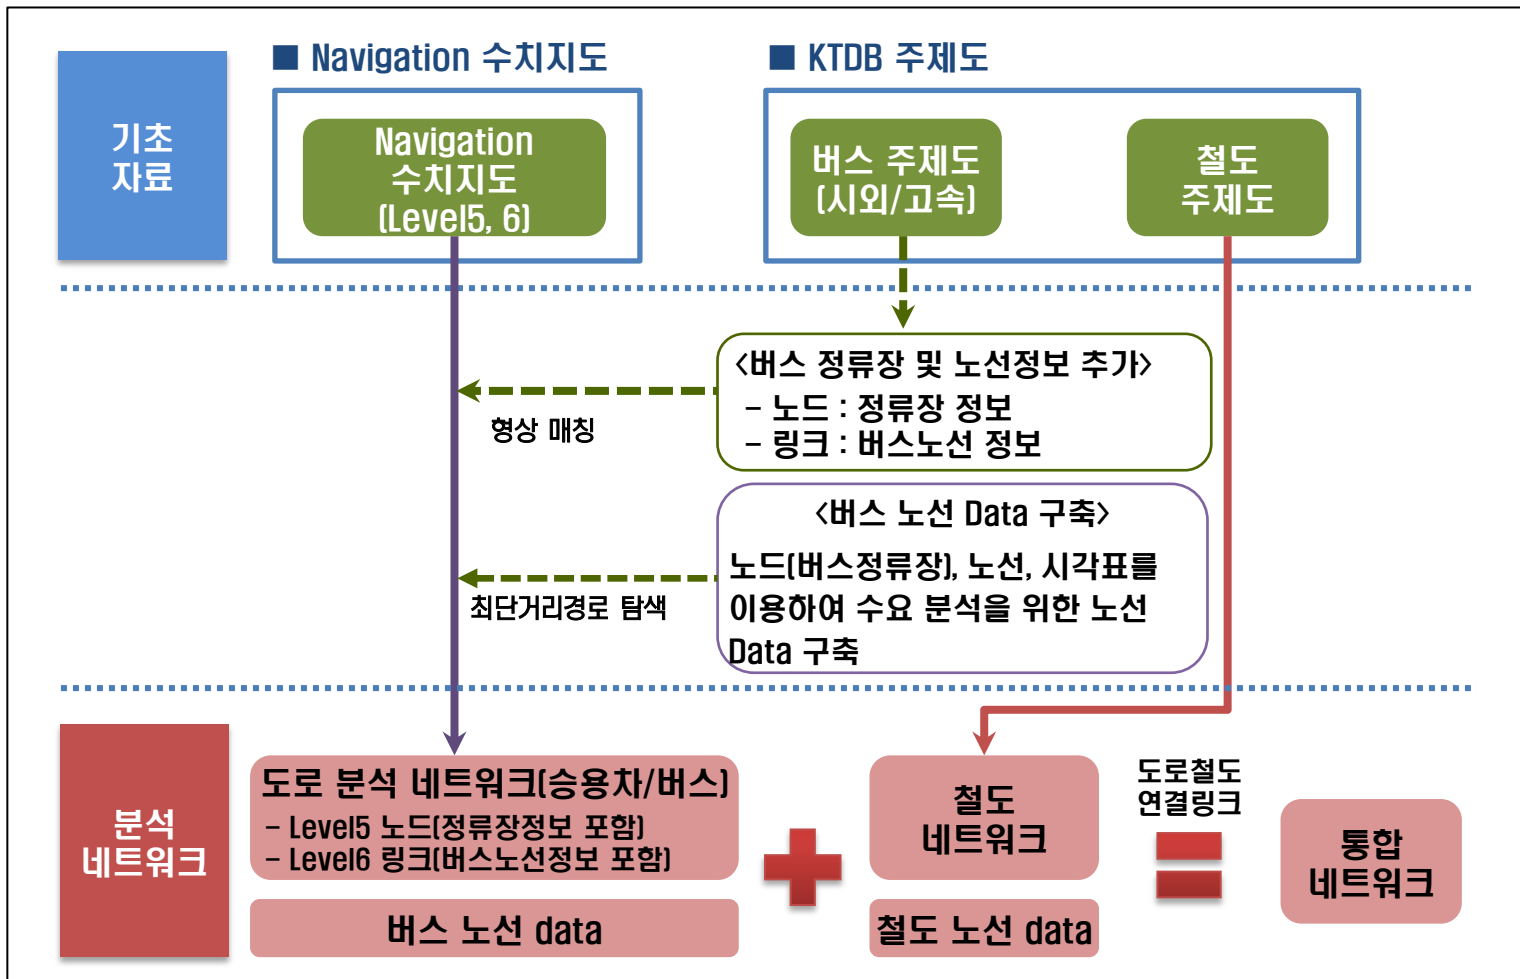 ■ Navigation 수치지도
■ KTDB 주제도
기초
자료
Navigation
수치지도
(Level5, 6)
버스 주제도
(시외/고속)
철도
주제도
<버스 정류장 및 노선정보 추가>
- 노드 : 정류장 정보
- 링크 : 버스노선 정보
형상 매칭
<버스 노선 Data 구축>
노드(버스정류장), 노선, 시각표를
이용하여 수요 분석을 위한 노선
Data 구축
최단거리경로 탐색
분석
네트워크
도로 분석 네트워크(승용차/버스)
- Level5 노드(정류장정보 포함)
- Level6 링크(버스노선정보 포함)
버스 노선 data
철도
네트워크
철도 노선 data
도로철도
연결링크
통합
네트워크